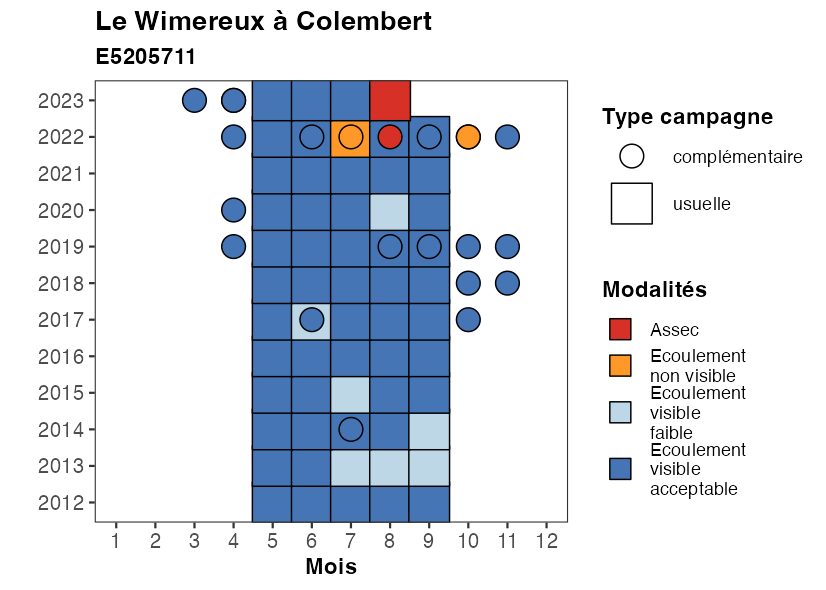 Le Wimereux à Colembert
E5205711
2023
2022
2021
2020
2019
2018
2017
2016
2015
2014
2013
2012
1 2 3 4 5 6 7 8 9 10 11 12
Mois
Type campagne
complémentaire
usuelle
Modalités
Assec
Ecoulement
non visible
Ecoulement
visible
faible
Ecoulement
visible
acceptable